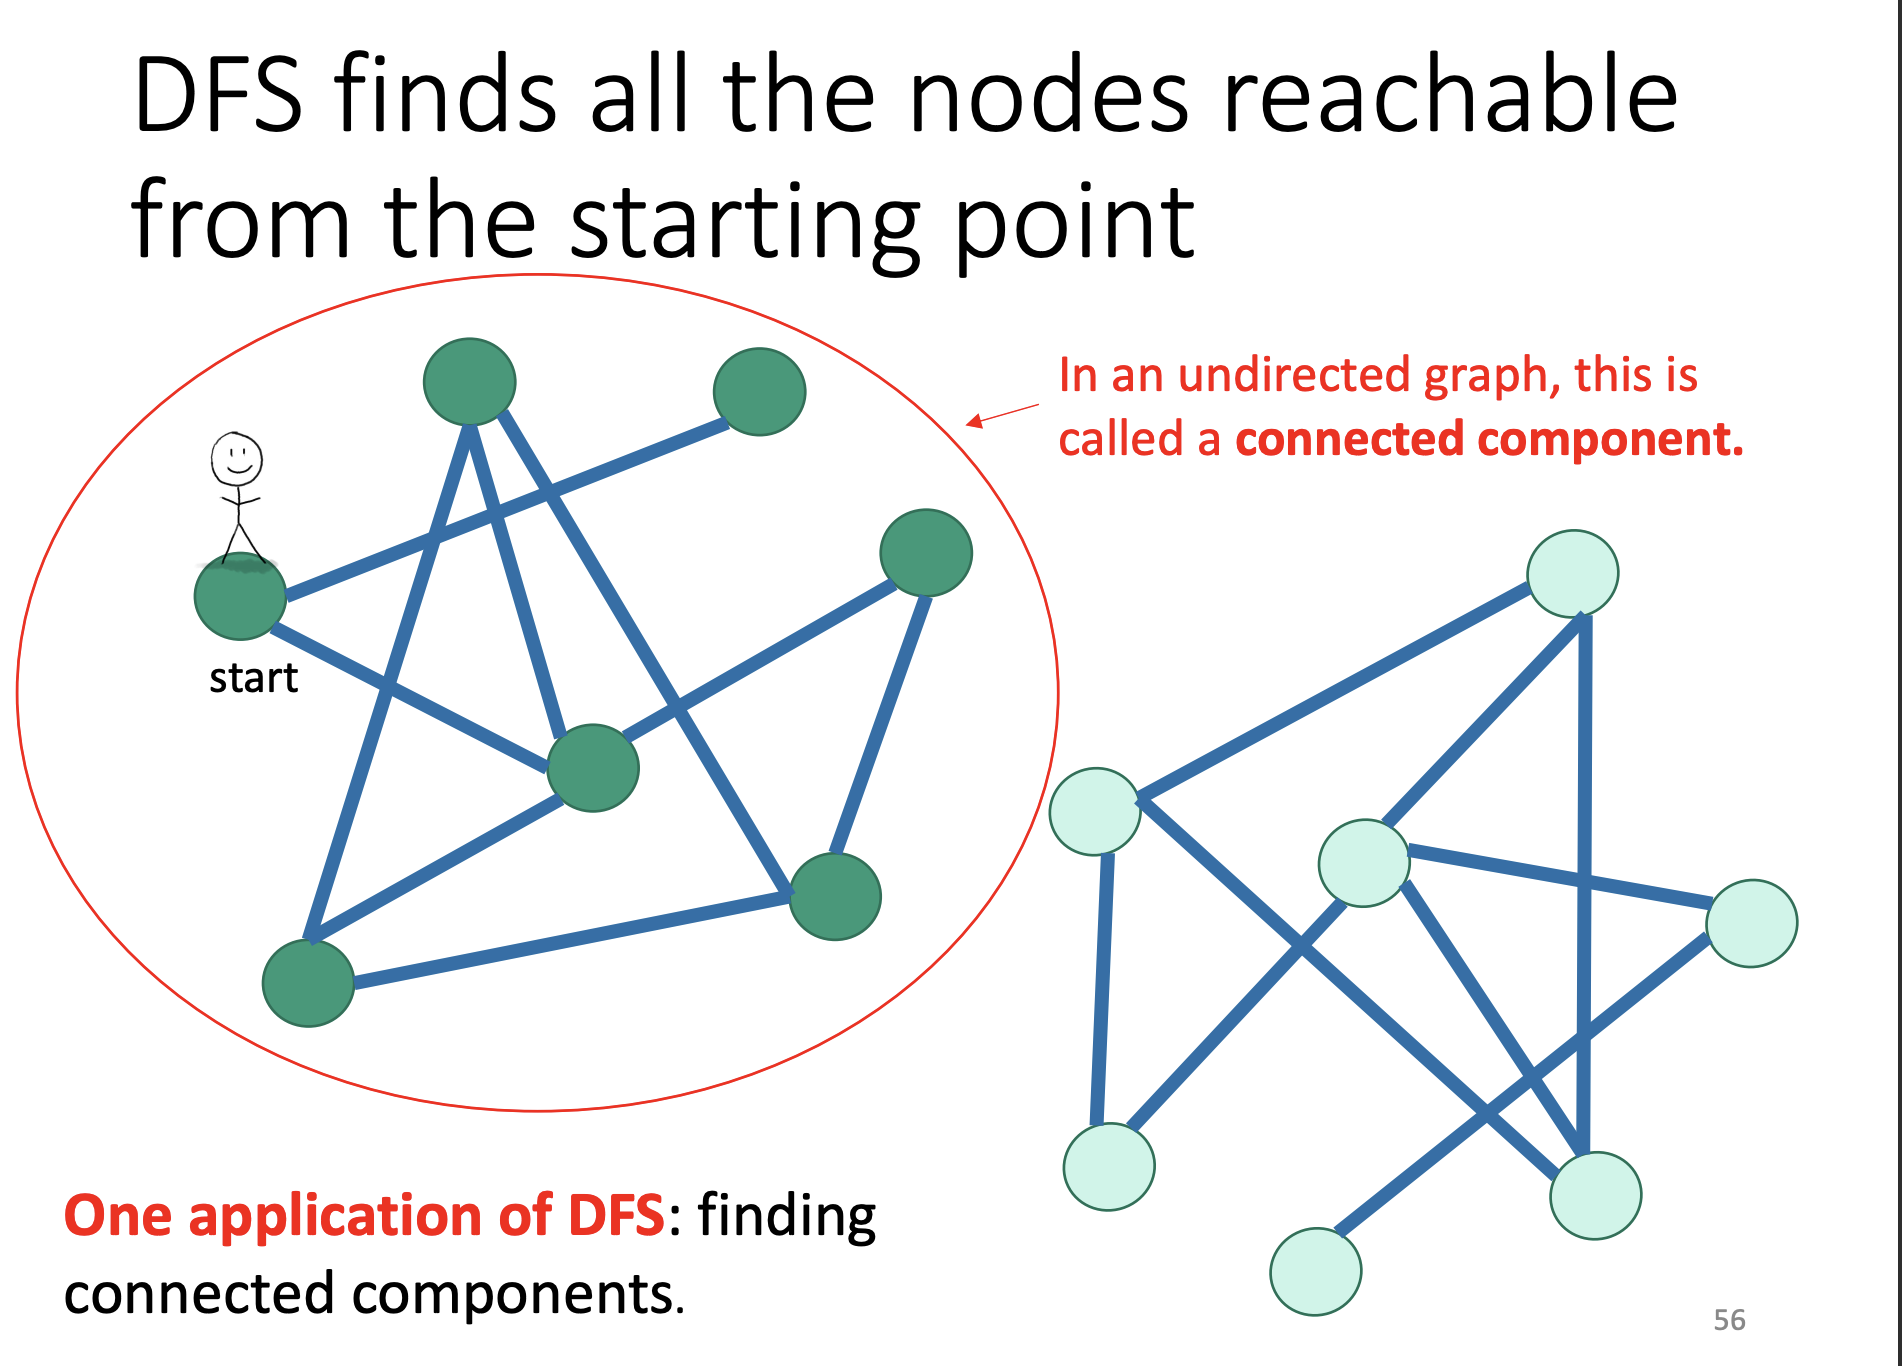 DFS finds all the nodes reachable
from the starting point
In an undirected graph, this is
called a connected component.
start
One application of DFS: finding
connected components.
56